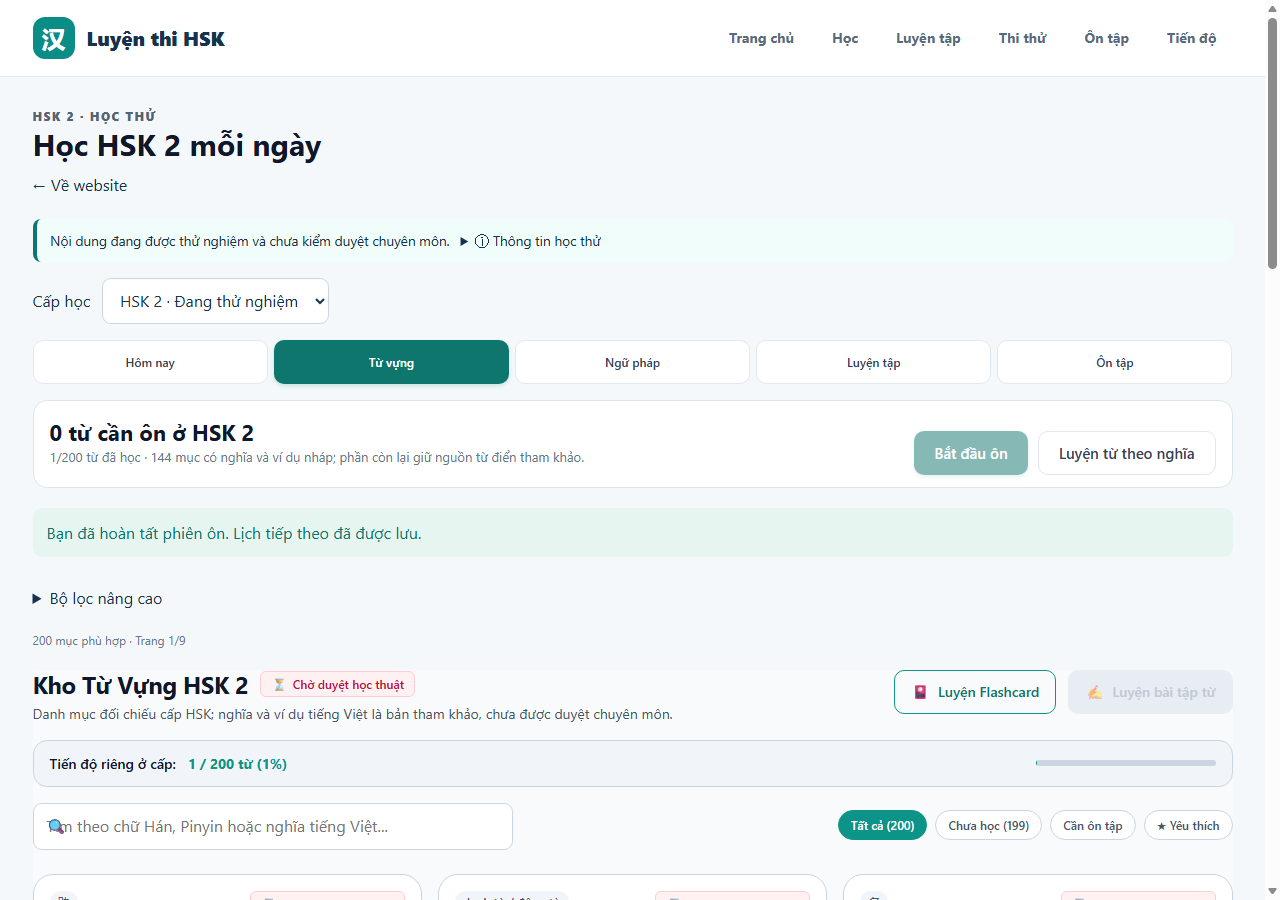 汉 Luyện thi HSK
Trang chủ Học Luyện tập Thi thử Ôn tập Tiến độ
HSK 2 · HỌC THỬ
Học HSK 2 mỗi ngày
← Về website
Nội dung đang được thử nghiệm và chưa kiểm duyệt chuyên môn. ▶ ⓘ Thông tin học thử
Cấp học HSK 2 · Đang thử nghiệm
Hôm nay Từ vựng Ngữ pháp Luyện tập Ôn tập
0 từ cần ôn ở HSK 2
1/200 từ đã học · 144 mục có nghĩa và ví dụ nháp; phần còn lại giữ nguồn từ điển tham khảo.
Bắt đầu ôn Luyện từ theo nghĩa
Bạn đã hoàn tất phiên ôn. Lịch tiếp theo đã được lưu.
▶ Bộ lọc nâng cao
200 mục phù hợp · Trang 1/9
Kho Từ Vựng HSK 2 ⏳ Chờ duyệt học thuật
🎴 Luyện Flashcard ✍️ Luyện bài tập từ
Danh mục đối chiếu cấp HSK; nghĩa và ví dụ tiếng Việt là bản tham khảo, chưa được duyệt chuyên môn.
Tiến độ riêng ở cấp: 1 / 200 từ (1%)
🔍 Tìm theo chữ Hán, Pinyin hoặc nghĩa tiếng Việt...
Tất cả (200) Chưa học (199) Cần ôn tập ★ Yêu thích